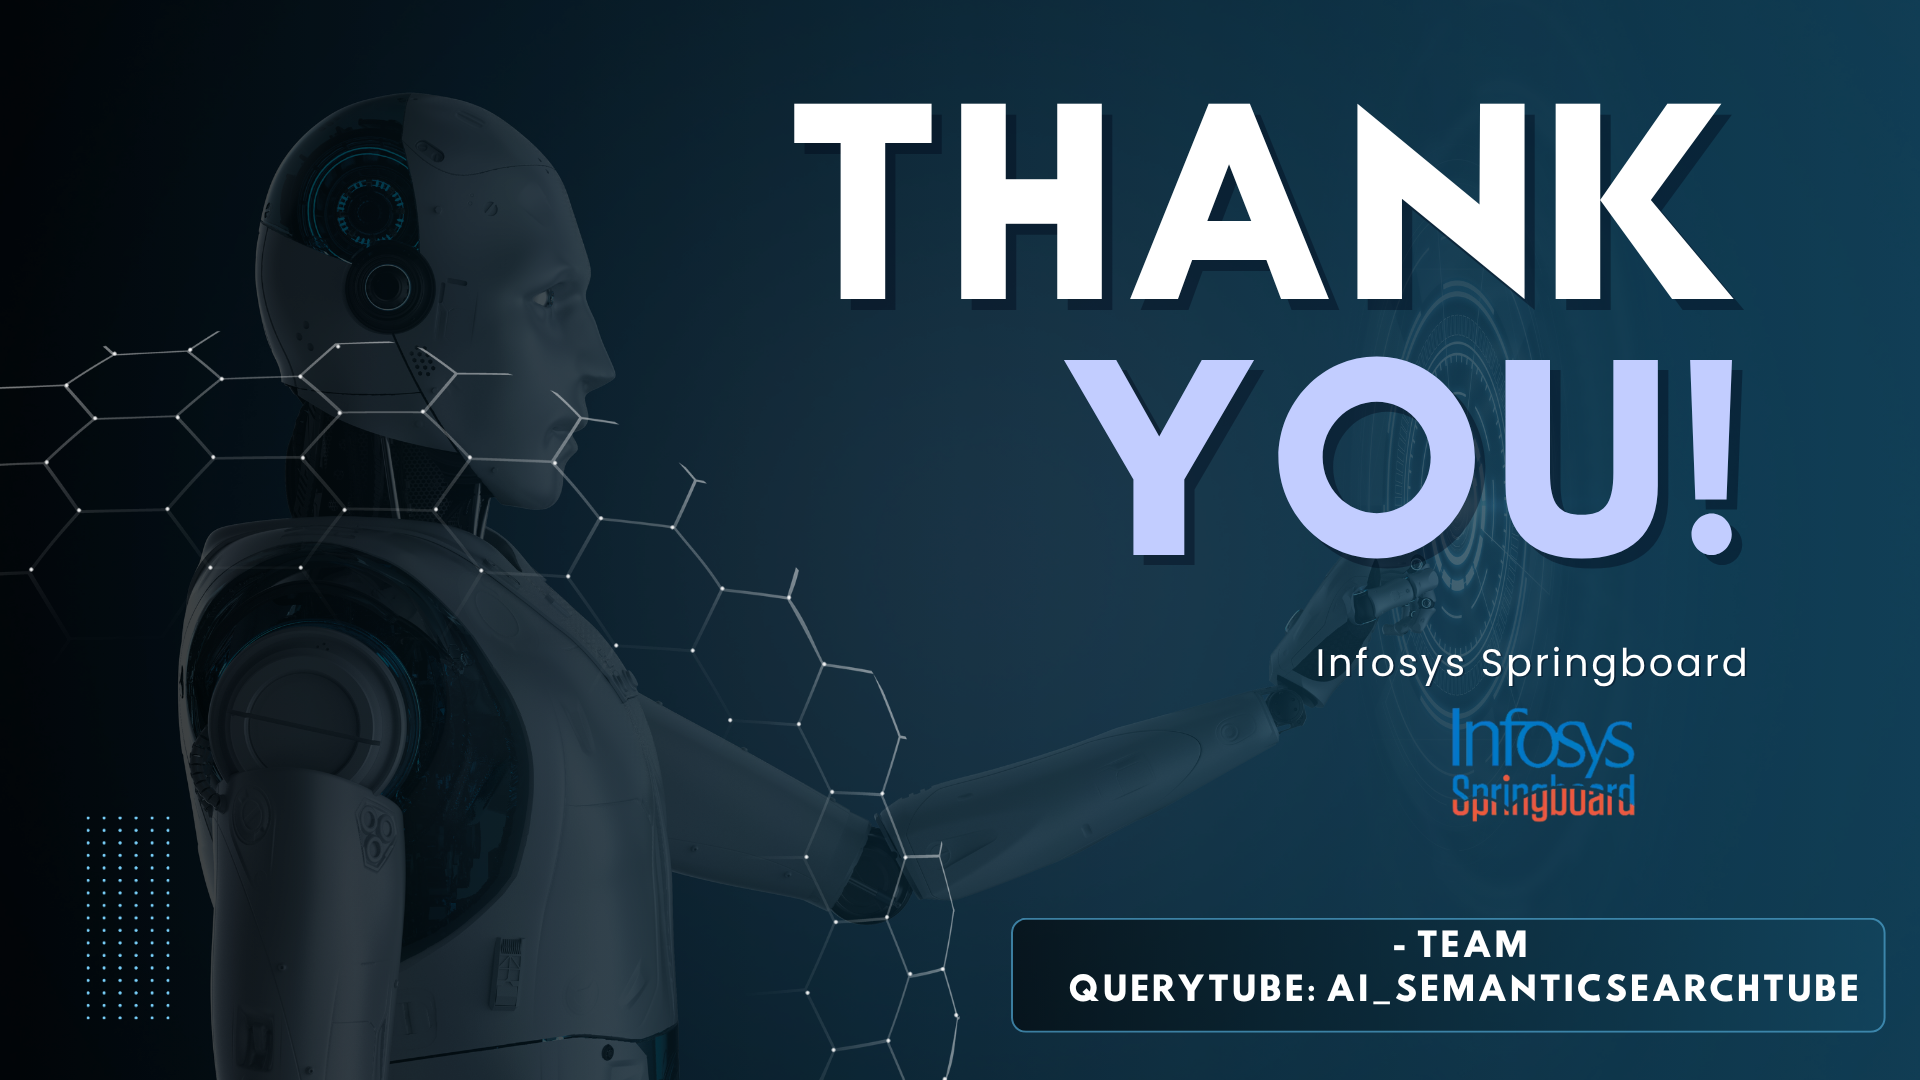 THANK
YOU!
Infosys Springboard
Infosys
Springboard
- TEAM
QUERYTUBE: AI_SEMANTICSEARCHTUBE